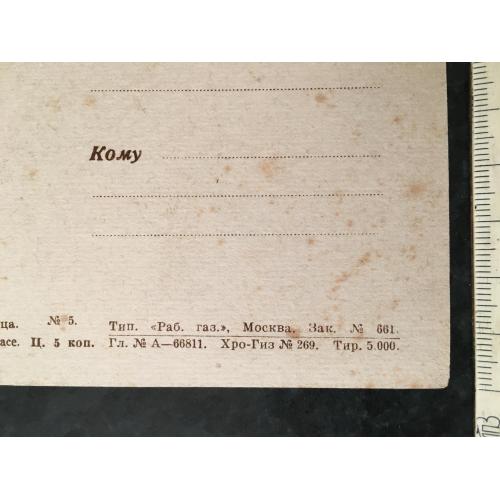 Кому
ца. № 5. Тип. «Раб. газ.», Москва. Зак. № 661.
асе. Ц. 5 коп. Гл. № А—66811. Хро-Гиз № 269. Тир. 5.000.